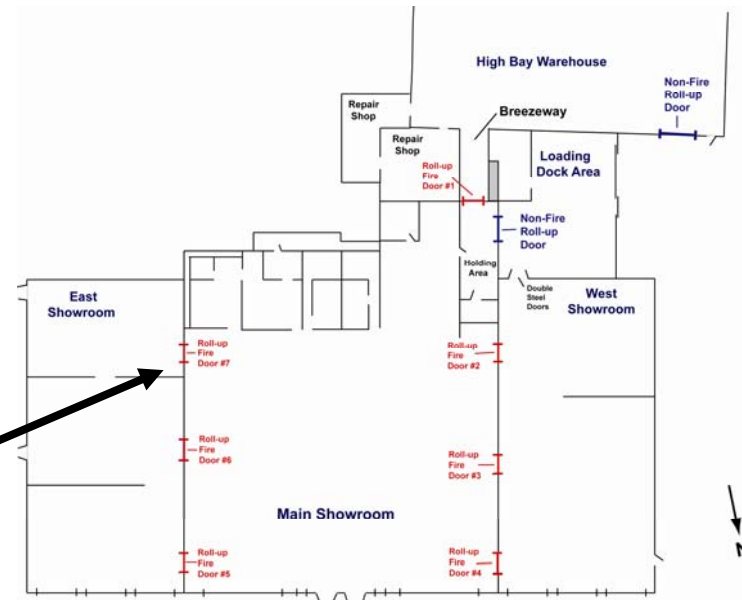 High Bay Warehouse
Non-Fire
Roll-up
Door
Repair
Shop
Breezeway
Repair
Shop
Loading
Dock Area
Roll-up
Fire
Door #1
Non-Fire
Roll-up
Door
Holding
Area
Double
Steel
Doors
East
Showroom
West
Showroom
Roll-up
Fire
Door #7
Roll-up
Fire
Door #2
Roll-up
Fire
Door #6
Roll-up
Fire
Door #3
Main Showroom
Roll-up
Fire
Door #5
Roll-up
Fire
Door #4